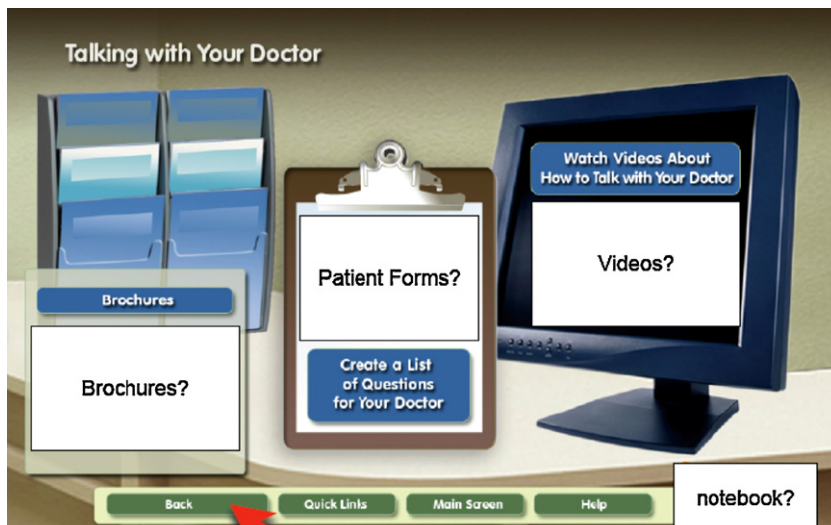 Talking with Your Doctor
Watch Videos About
How to Talk with Your Doctor
Videos?
Patient Forms?
Create a List
of Questions
for Your Doctor
Brochures
Brochures?
Back
Quick Links
Main Screen
Help
notebook?